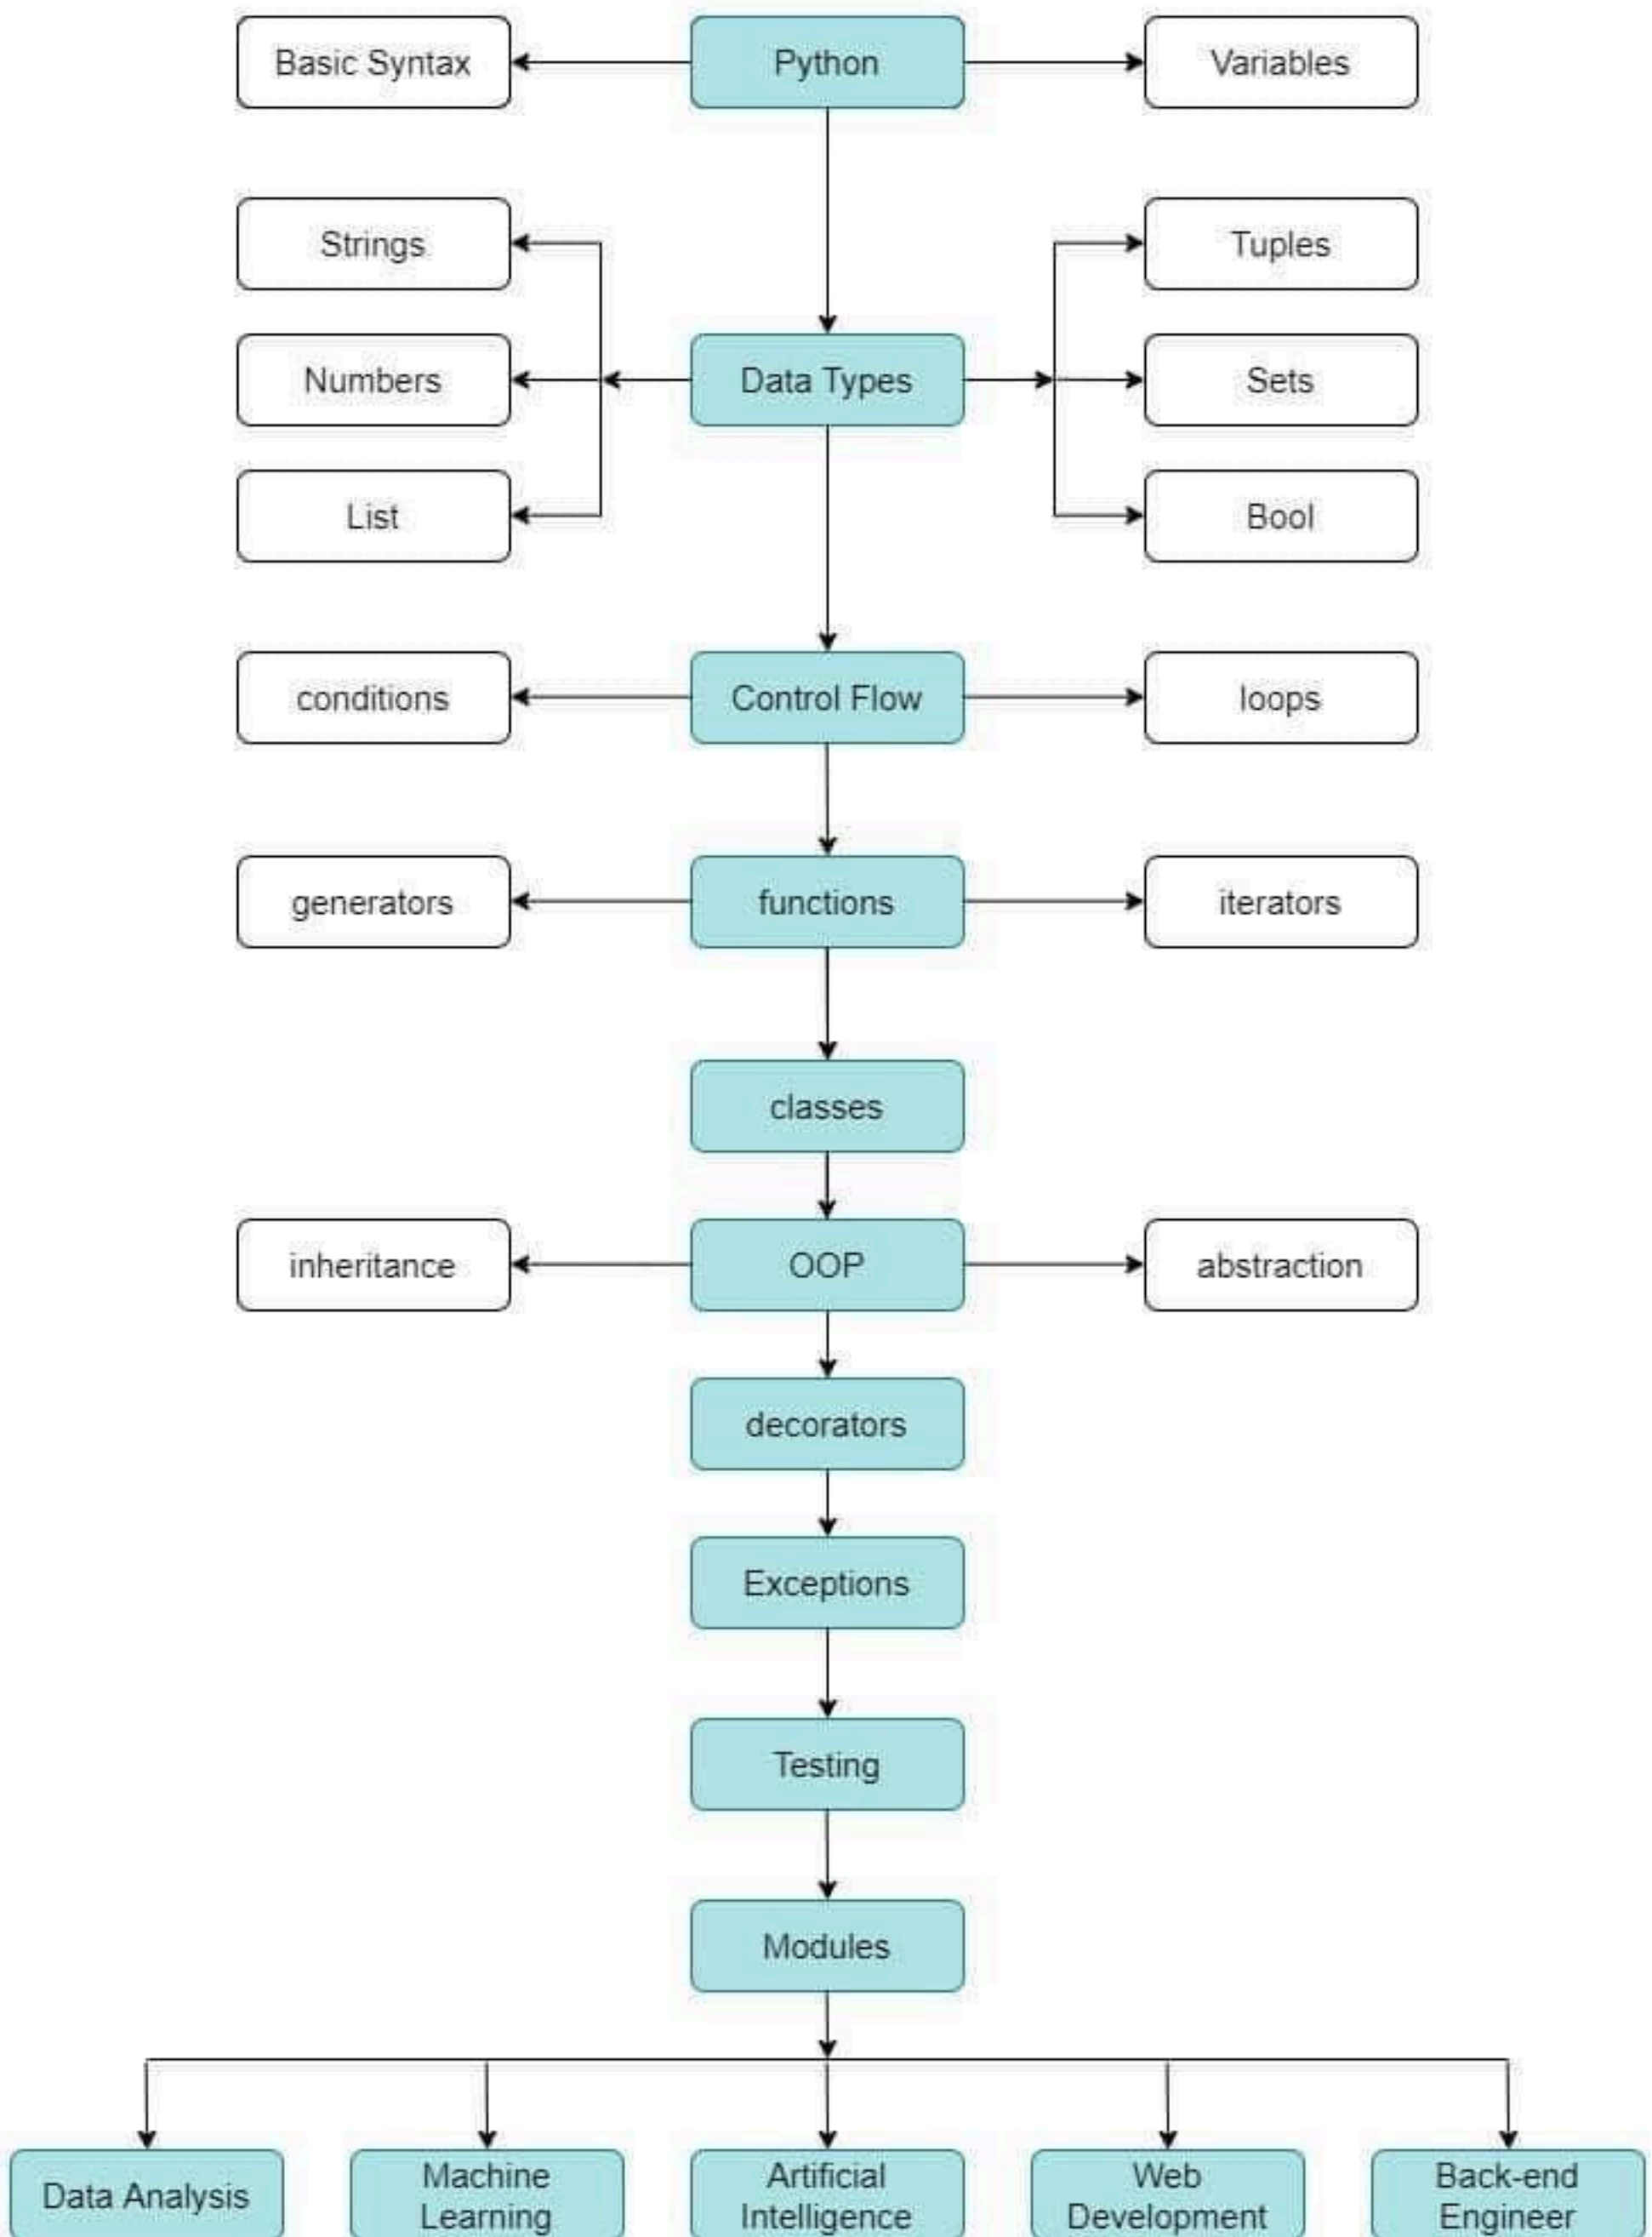 Basic Syntax
Python
Variables
Strings
Tuples
Numbers
Data Types
Sets
List
Bool
conditions
Control Flow
loops
generators
functions
iterators
classes
inheritance
OOP
abstraction
decorators
Exceptions
Testing
Modules
Data Analysis
Machine
Learning
Artificial
Intelligence
Web
Development
Back-end
Engineer